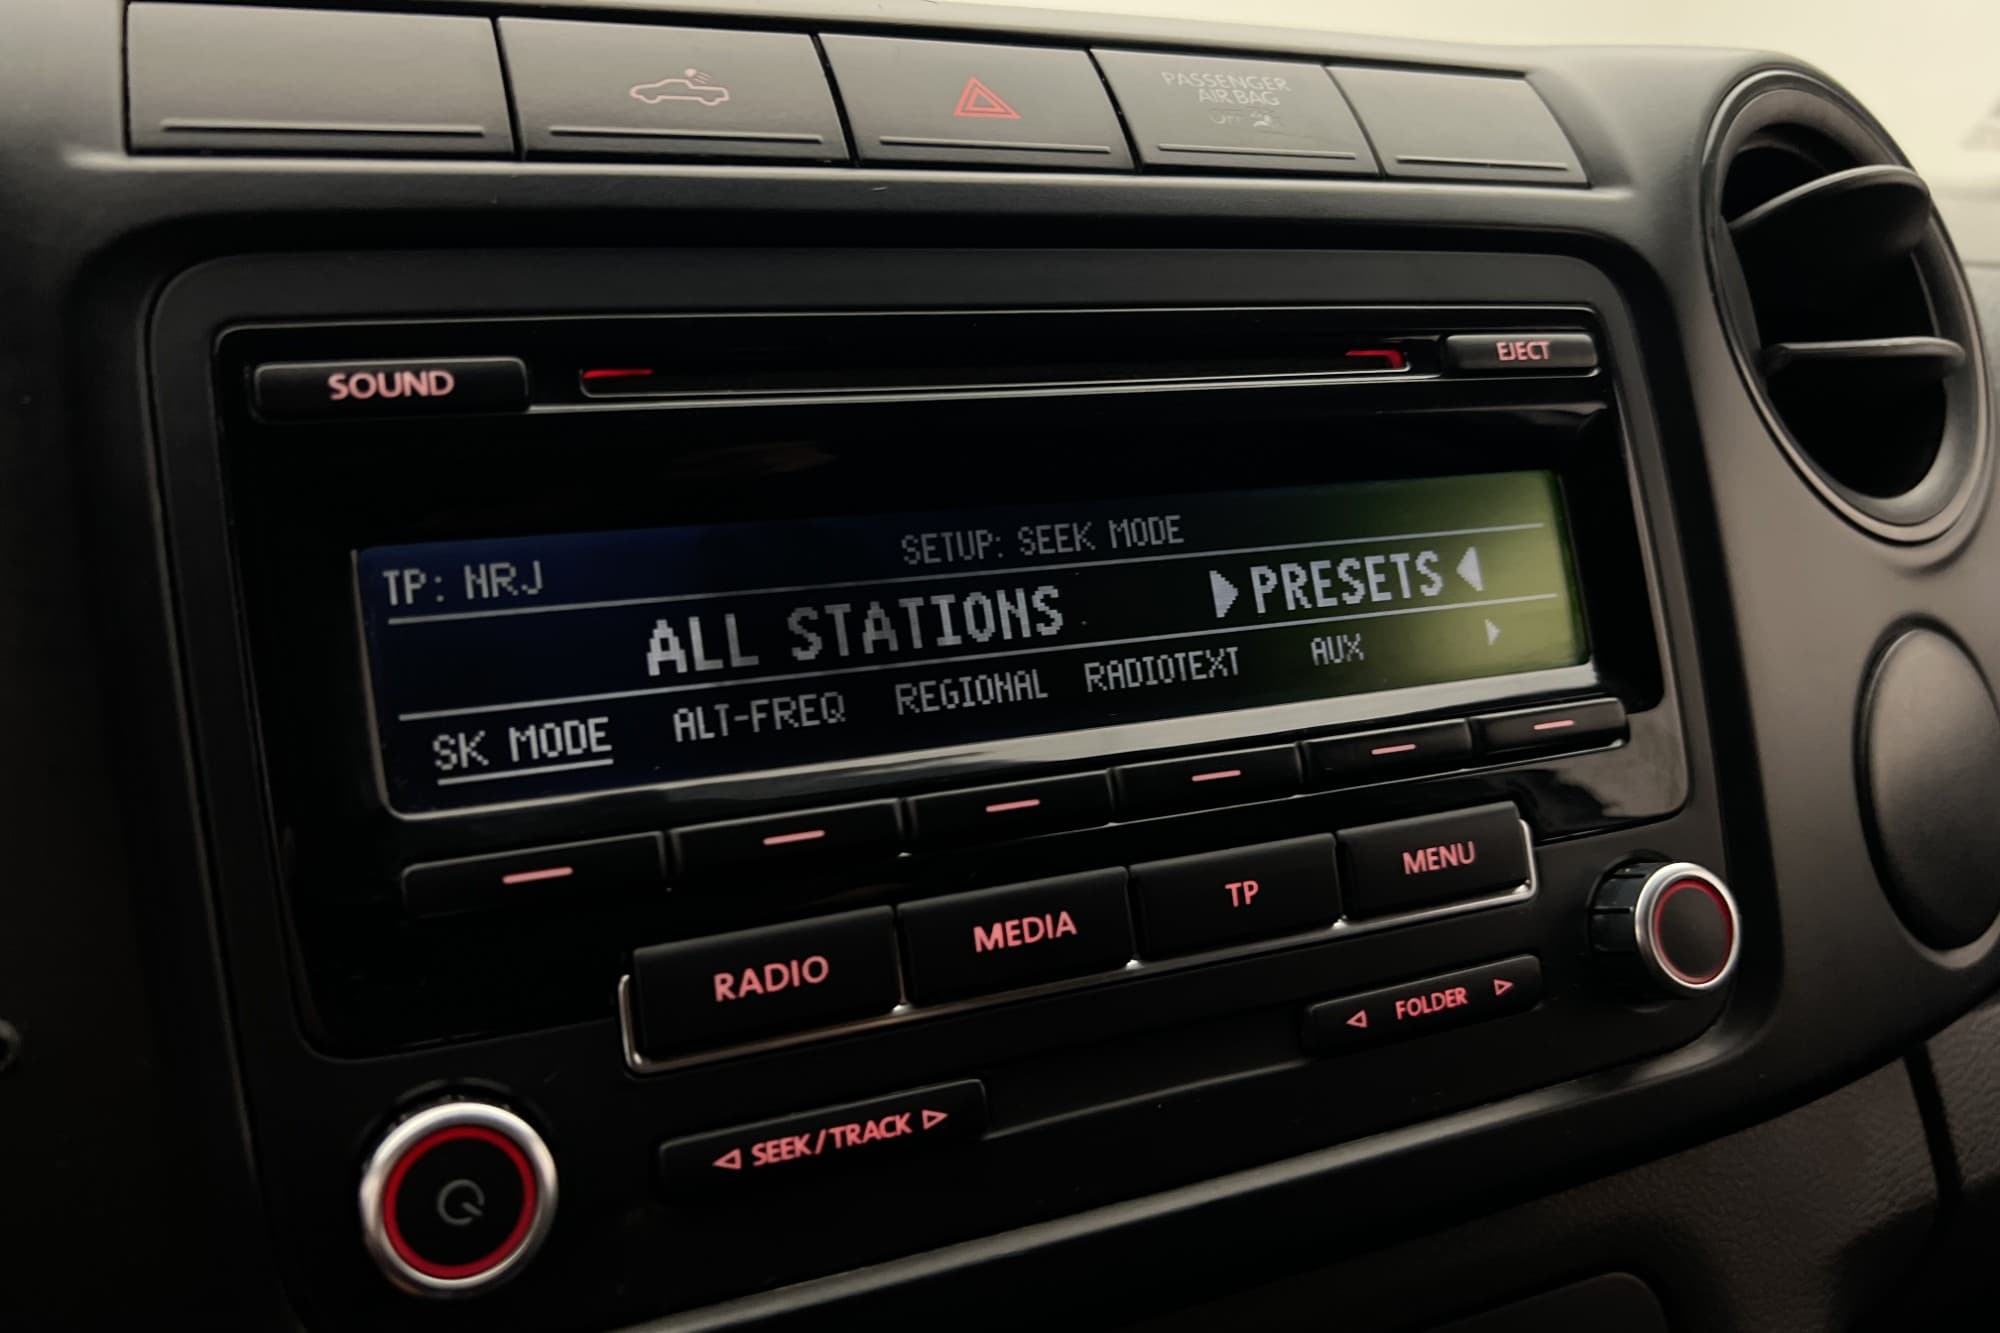 PASSENGER
AIR BAG
OFF
SOUND
EJECT
TP: NRJ
SETUP: SEEK MODE
ALL STATIONS
PRESETS
SK MODE ALT-FREQ REGIONAL RADIOTEXT AUX
RADIO MEDIA TP MENU
SEEK/TRACK
FOLDER